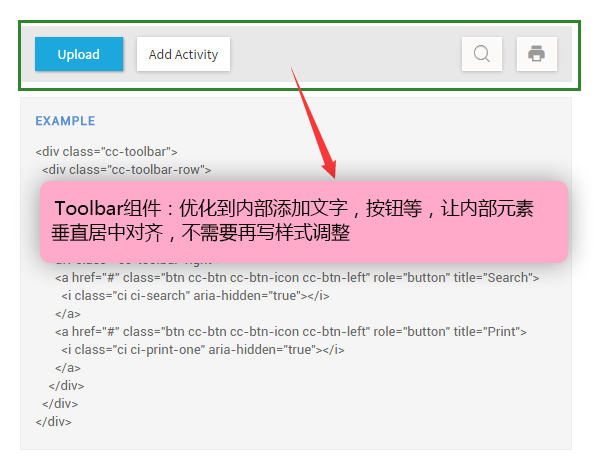 Upload
Add Activity
EXAMPLE
<div class="cc-toolbar">
<div class="cc-toolbar-row">
Toolbar组件：优化到内部添加文字，按钮等，让内部元素
垂直居中对齐，不需要再写样式调整
<a href="#" class="btn cc-btn cc-btn-icon cc-btn-left" role="button" title="Search">
<i class="ci ci-search" aria-hidden="true"></i>
</a>
<a href="#" class="btn cc-btn cc-btn-icon cc-btn-left" role="button" title="Print">
<i class="ci ci-print-one" aria-hidden="true"></i>
</a>
</div>
</div>
</div>